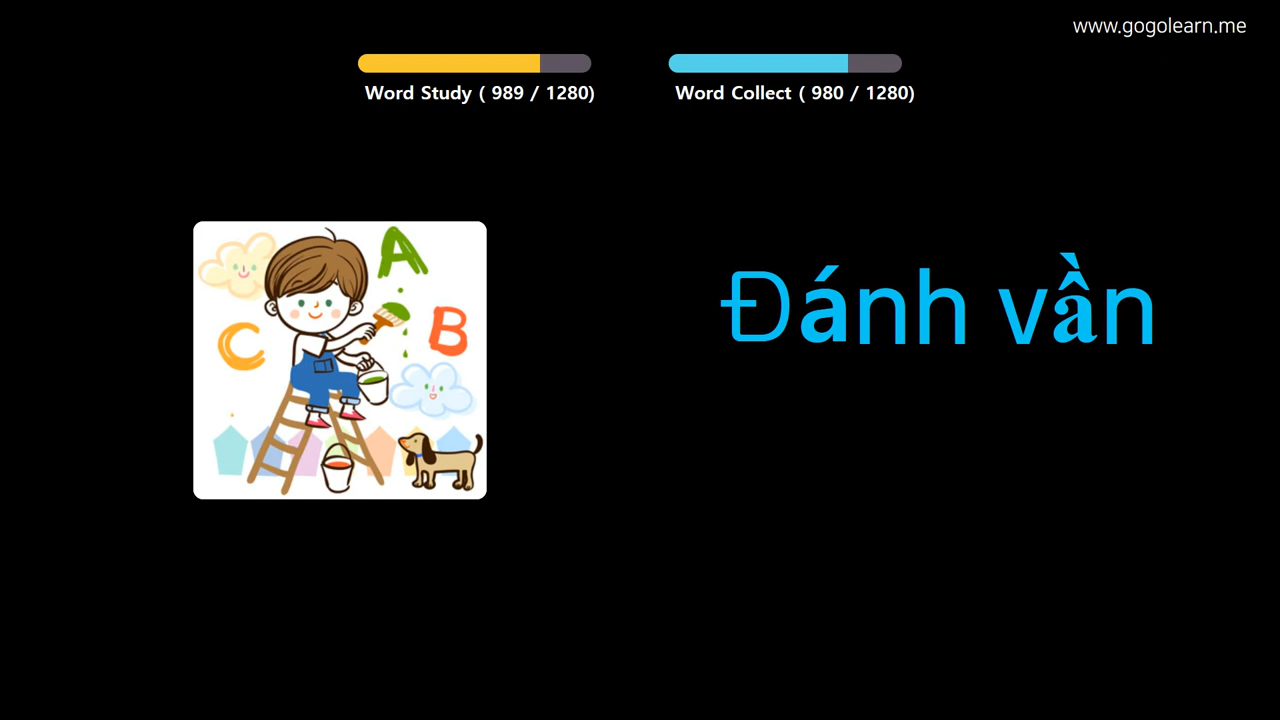 www.gogolearn.me
Word Study ( 989 / 1280)
Word Collect ( 980 / 1280)
A
B
C
Đánh vần